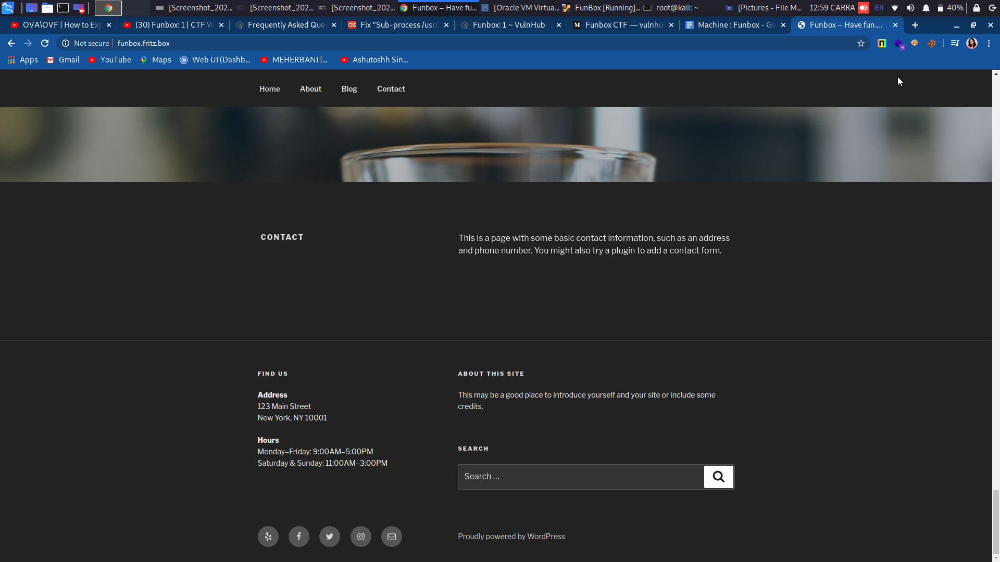 [Screenshot_202... [Screenshot_202... [Screenshot_202... Funbox – Have fu... [Oracle VM Virtua... FunBox [Running]... root@kali: ~ [Pictures - File M... 12:59 CARRA EN 40%
OVA\OVF | How to Exp (30) Funbox: 1 | CTF W Frequently Asked Que Fix "Sub-process /usr/ Funbox: 1 ~ VulnHub M Funbox CTF — vulnhu Machine : Funbox - Go Funbox – Have fun....
Not secure funbox.fritz.box 9
Apps Gmail YouTube Maps Web UI (Dashb... MEHERBANI |... Ashutoshh Sin...
Home About Blog Contact
CONTACT
This is a page with some basic contact information, such as an address
and phone number. You might also try a plugin to add a contact form.
FIND US
Address
123 Main Street
New York, NY 10001
Hours
Monday–Friday: 9:00AM–5:00PM
Saturday & Sunday: 11:00AM–3:00PM
ABOUT THIS SITE
This may be a good place to introduce yourself and your site or include some
credits.
SEARCH
Search …
Proudly powered by WordPress